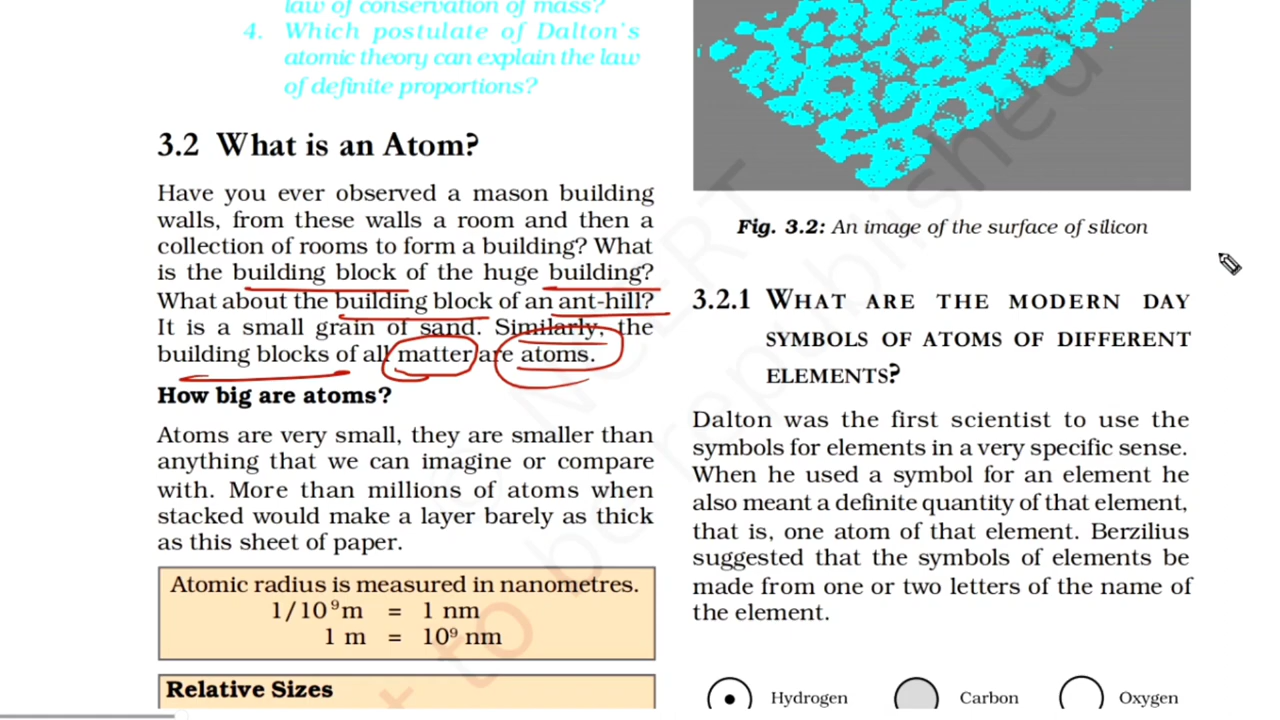 law of conservation of mass?
4. Which postulate of Dalton's
atomic theory can explain the law
of definite proportions?
3.2 What is an Atom?
Have you ever observed a mason building
walls, from these walls a room and then a
collection of rooms to form a building? What
is the building block of the huge building?
What about the building block of an ant-hill?
It is a small grain of sand. Similarly, the
building blocks of all matter are atoms.
How big are atoms?
Atoms are very small, they are smaller than
anything that we can imagine or compare
with. More than millions of atoms when
stacked would make a layer barely as thick
as this sheet of paper.
Atomic radius is measured in nanometres.
1/10⁹m = 1 nm
1 m = 10⁹ nm
Relative Sizes
Fig. 3.2: An image of the surface of silicon
3.2.1 WHAT ARE THE MODERN DAY
SYMBOLS OF ATOMS OF DIFFERENT
ELEMENTS?
Dalton was the first scientist to use the
symbols for elements in a very specific sense.
When he used a symbol for an element he
also meant a definite quantity of that element,
that is, one atom of that element. Berzilius
suggested that the symbols of elements be
made from one or two letters of the name of
the element.
Hydrogen Carbon Oxygen